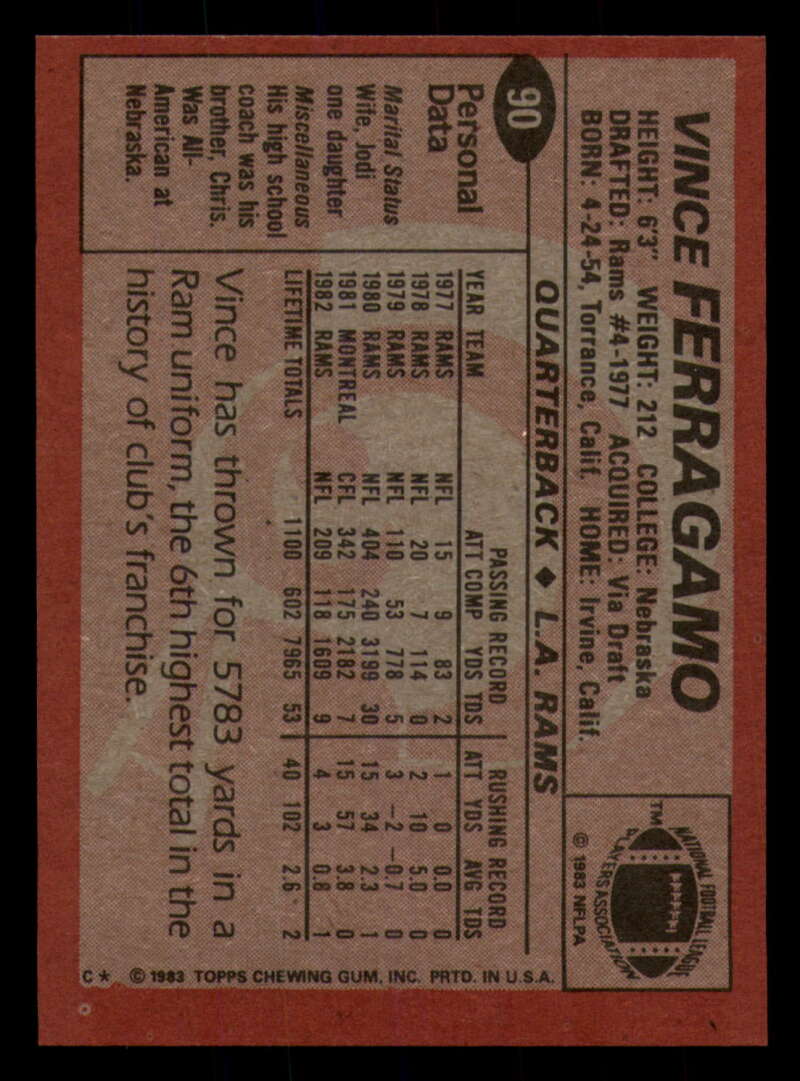 VINCE FERRAGAMO
HEIGHT: 6'3" WEIGHT: 212 COLLEGE: Nebraska
DRAFTED: Rams #4-1977 ACQUIRED: Via Draft
BORN: 4-24-54, Torrance, Calif. HOME: Irvine, Calif.
NATIONAL FOOTBALL LEAGUE
PLAYERS ASSOCIATION
TM
© 1983 NFLPA
90
QUARTERBACK ♦ L.A. RAMS
Personal
Data
Marital Status
Wife, Jodi
one daughter
Miscellaneous
His high school
coach was his
brother, Chris.
Was All-
American at
Nebraska.
PASSING RECORD RUSHING RECORD
YEAR TEAM ATT COMP YDS TDS ATT YDS AVG TDS
1977 RAMS NFL 15 9 83 2 1 0 0.0 0
1978 RAMS NFL 20 7 114 0 2 10 5.0 0
1979 RAMS NFL 110 53 778 5 3 -2 -0.7 0
1980 RAMS NFL 404 240 3199 30 15 34 2.3 1
1981 MONTREAL CFL 342 175 2182 7 15 57 3.8 0
1982 RAMS NFL 209 118 1609 9 4 3 0.8 1
LIFETIME TOTALS 1100 602 7965 53 40 102 2.6 2
Vince has thrown for 5783 yards in a
Ram uniform, the 6th highest total in the
history of club's franchise.
C* © 1983 TOPPS CHEWING GUM, INC. PRTD. IN U.S.A.